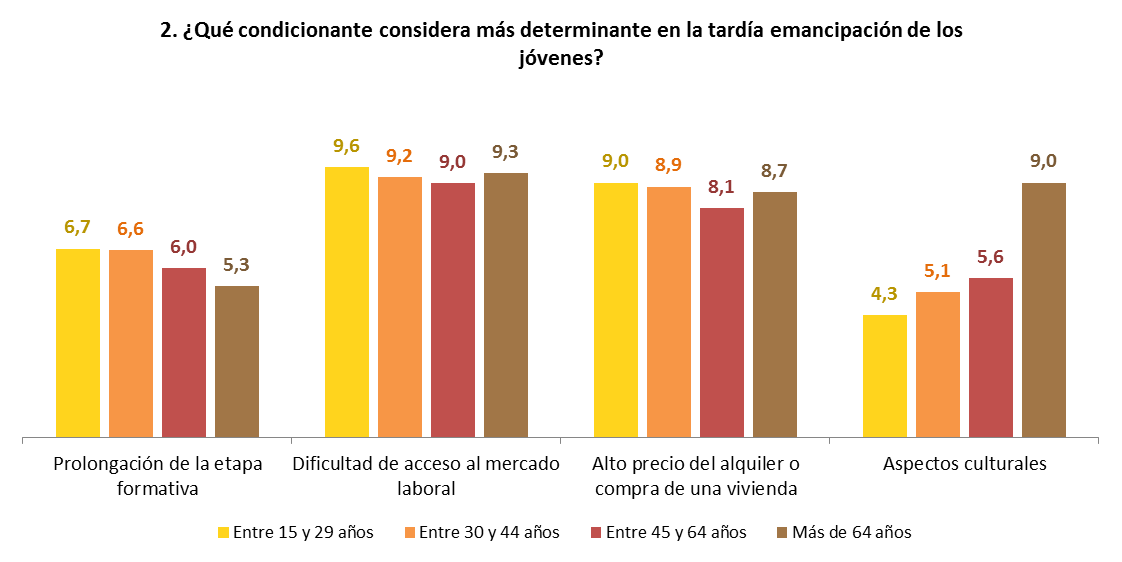 2. ¿Qué condicionante considera más determinante en la tardía emancipación de los
jóvenes?
6,7
6,6
6,0
5,3
9,6
9,2
9,0
9,3
9,0
8,9
8,1
8,7
4,3
5,1
5,6
9,0
Prolongación de la etapa
formativa
Dificultad de acceso al mercado
laboral
Alto precio del alquiler o
compra de una vivienda
Aspectos culturales
Entre 15 y 29 años
Entre 30 y 44 años
Entre 45 y 64 años
Más de 64 años